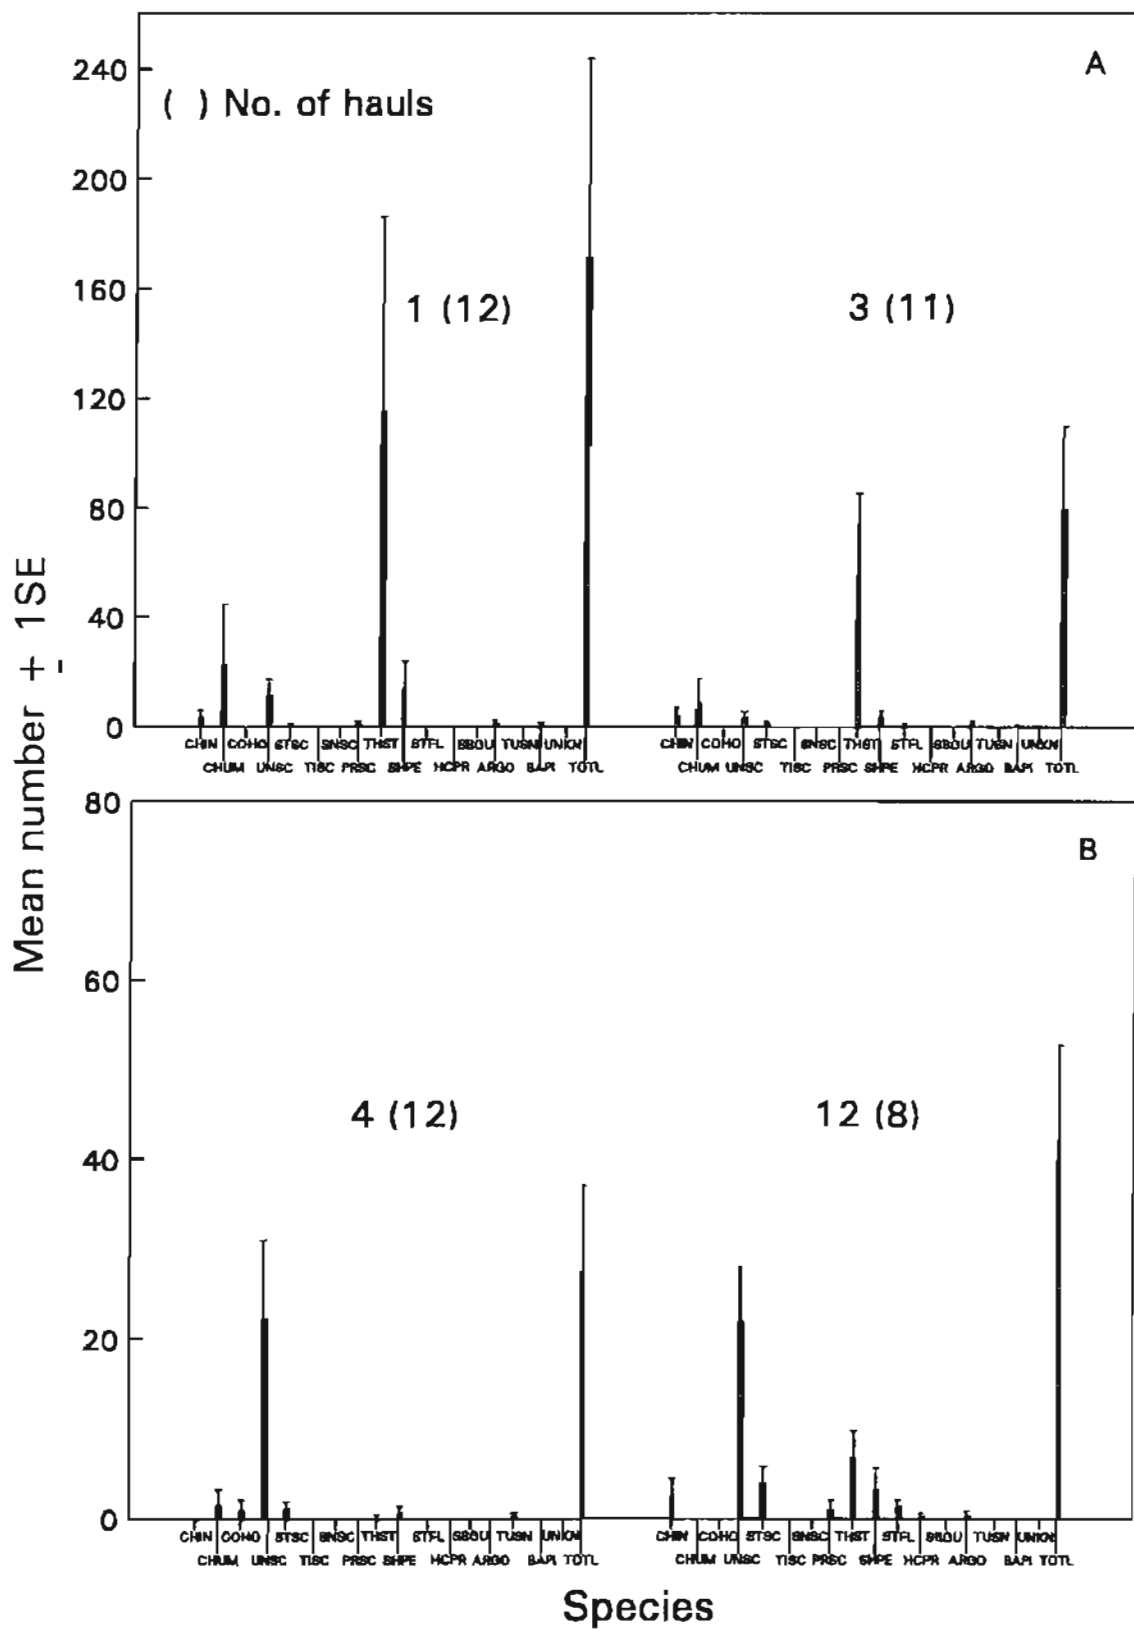 A
( ) No. of hauls
240
200
160
120
80
40
0
1 (12)
3 (11)
CHIN COHO STSC SNSC THST STFL SBGU TUSN UNKN
CHUM UNSC TISC PRSC SHPE HCPR ARGO BAPI TOTL
CHIN COHO STSC SNSC THST STFL SBGU TUSN UNKN
CHUM UNSC TISC PRSC SHPE HCPR ARGO BAPI TOTL
Mean number ± 1SE
B
80
60
40
20
0
4 (12)
12 (8)
CHIN COHO STSC SNSC THST STFL SBGU TUSN UNKN
CHUM UNSC TISC PRSC SHPE HCPR ARGO BAPI TOTL
CHIN COHO STSC SNSC THST STFL SBGU TUSN UNKN
CHUM UNSC TISC PRSC SHPE HCPR ARGO BAPI TOTL
Species